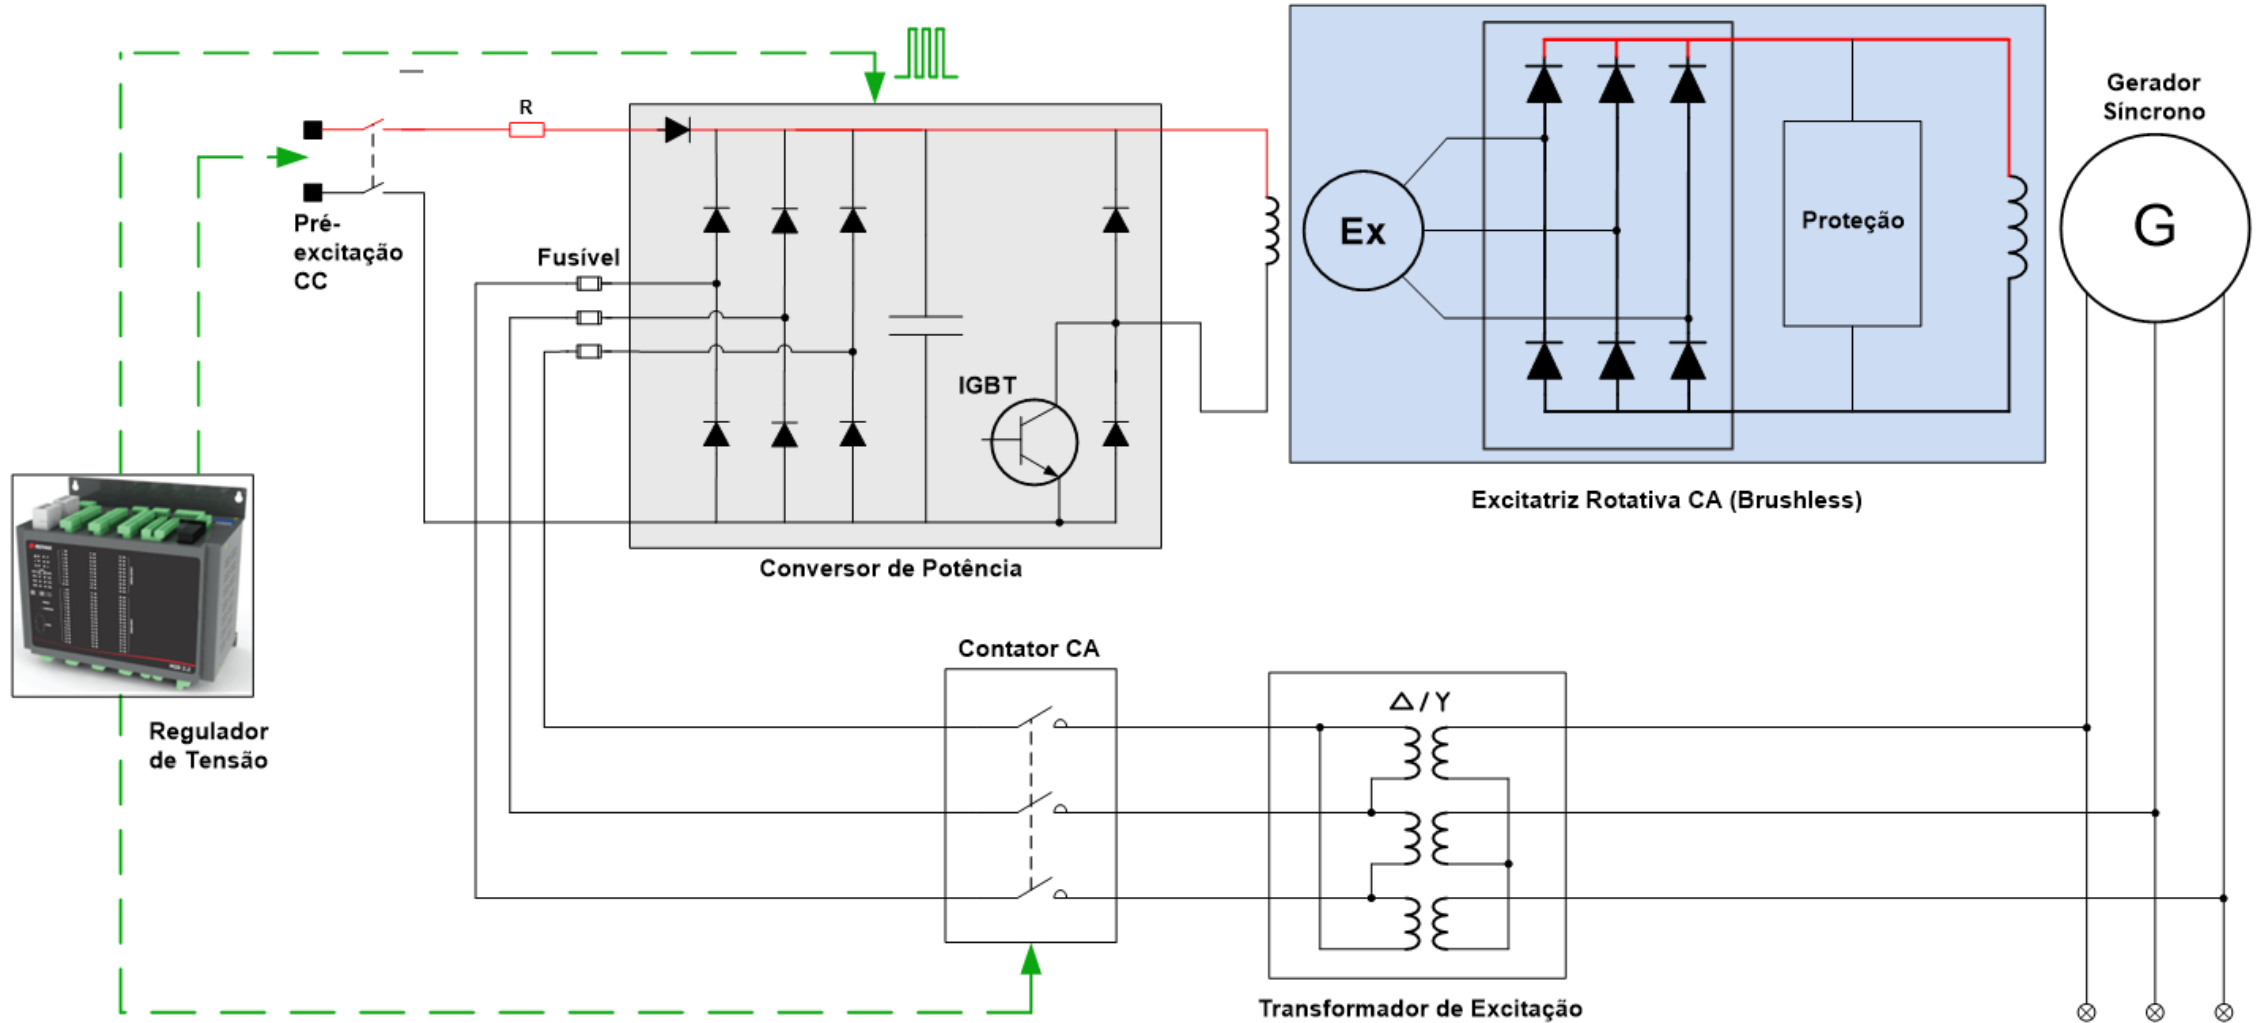 R
Gerador
Síncrono
G
Pré-
excitação
CC
Fusível
IGBT
Ex
Proteção
Excitatriz Rotativa CA (Brushless)
Conversor de Potência
Contator CA
Δ / Y
Regulador
de Tensão
Transformador de Excitação